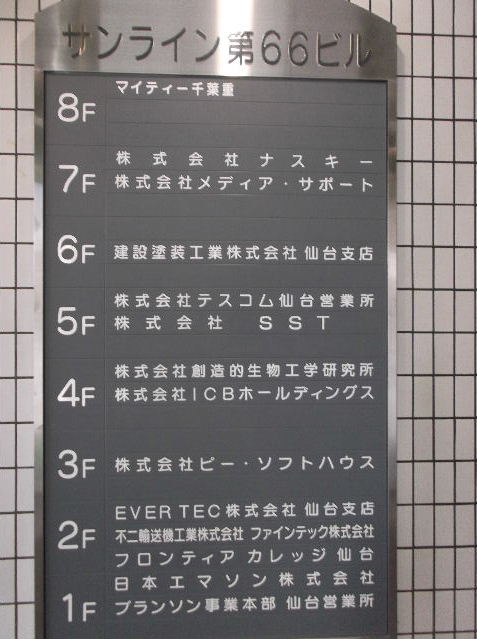 サンライン第66ビル
8F マイティー千葉重
株式会社ナスキー
7F 株式会社メディア・サポート
6F 建設塗装工業株式会社 仙台支店
株式会社テスコム仙台営業所
5F 株式会社 SST
株式会社創造的生物工学研究所
4F 株式会社ICBホールディングス
3F 株式会社ピー・ソフトハウス
EVER TEC株式会社 仙台支店
2F 不二輸送機工業株式会社 ファインテック株式会社
フロンティア カレッジ 仙台
日本エマソン株式会社
1F ブランソン事業本部 仙台営業所